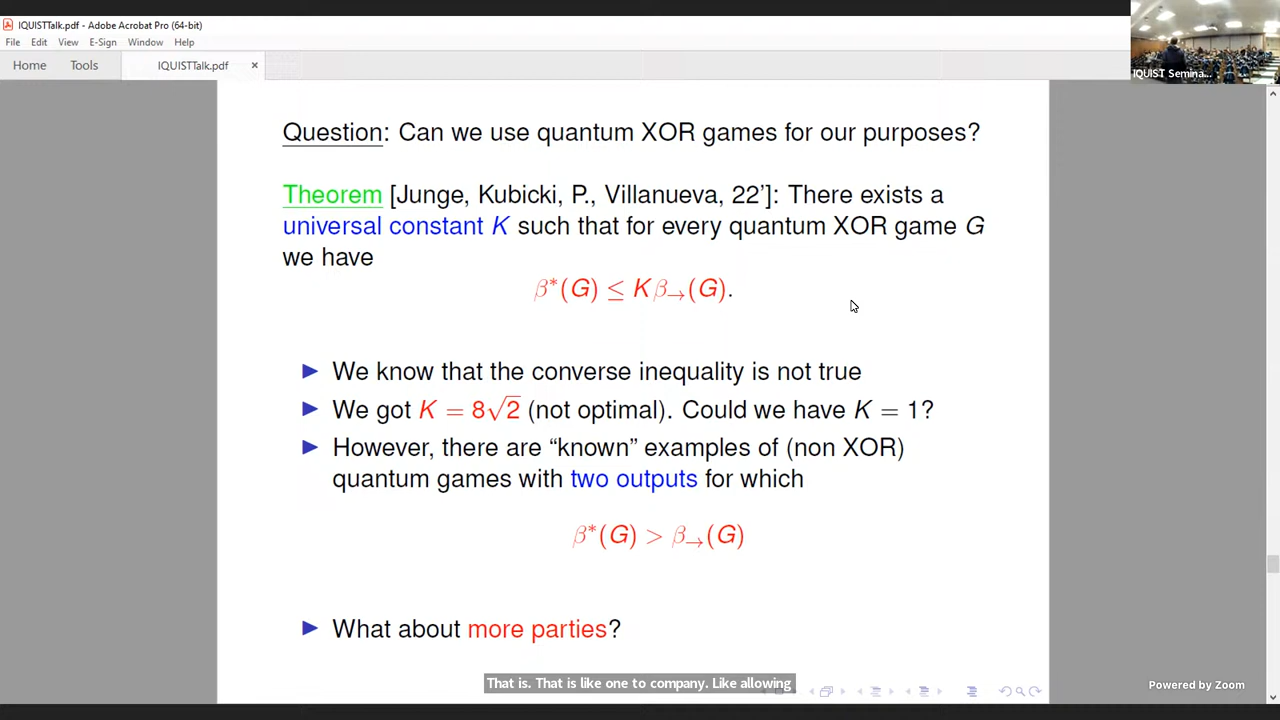 IQUISTTalk.pdf - Adobe Acrobat Pro (64-bit)
File Edit View E-Sign Window Help
Home Tools IQUISTTalk.pdf ×
IQUIST Semina...
Question: Can we use quantum XOR games for our purposes?
Theorem [Junge, Kubicki, P., Villanueva, 22']: There exists a
universal constant K such that for every quantum XOR game G
we have
β*(G) ≤ Kβ→(G).
► We know that the converse inequality is not true
► We got K = 8√2 (not optimal). Could we have K = 1?
► However, there are “known” examples of (non XOR)
quantum games with two outputs for which
β*(G) > β→(G)
► What about more parties?
That is. That is like one to company. Like allowing
Powered by Zoom